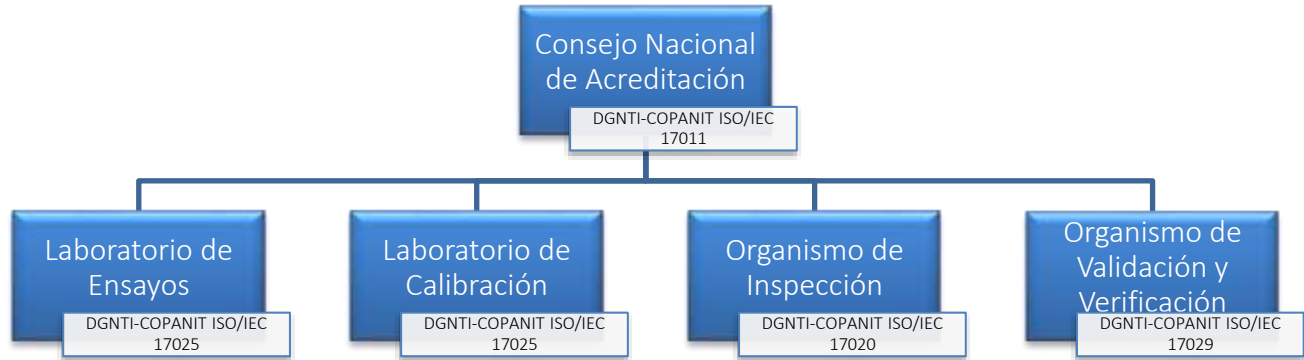 Consejo Nacional
de Acreditación
DGNTI-COPANIT ISO/IEC
17011
Laboratorio de
Ensayos
DGNTI-COPANIT ISO/IEC
17025
Laboratorio de
Calibración
DGNTI-COPANIT ISO/IEC
17025
Organismo de
Inspección
DGNTI-COPANIT ISO/IEC
17020
Organismo de
Validación y
Verificación
DGNTI-COPANIT ISO/IEC
17029